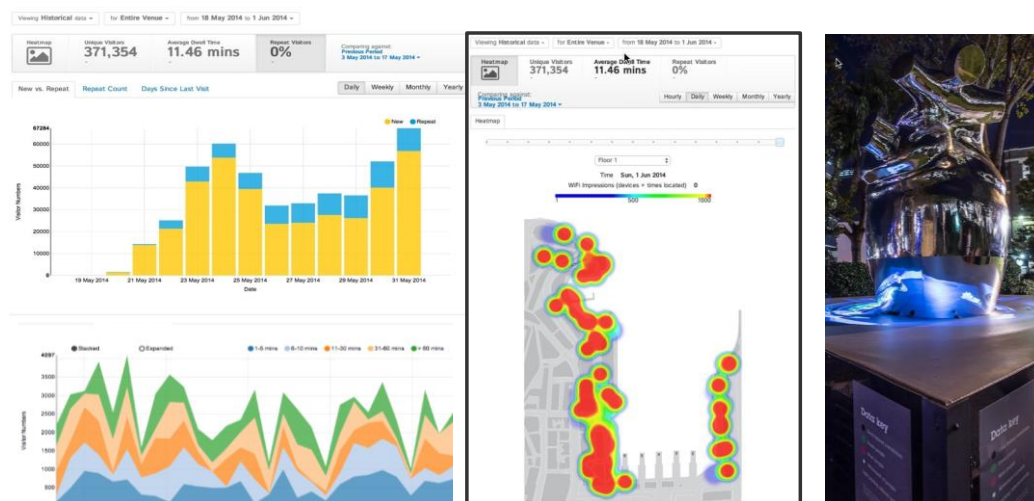 Viewing Historical data
for Entire Venue
from 18 May 2014 to 1 Jun 2014
Heatmap
Unique Visitors
371,354
Average Dwell Time
11.46 mins
Repeat Visitors
0%
Comparing against:
Previous Period
3 May 2014 to 17 May 2014
New vs. Repeat
Repeat Count
Days Since Last Visit
Daily
Weekly
Monthly
Yearly
New
Repeat
67284
60000
50000
40000
30000
20000
10000
0
Visitor Numbers
19 May 2014
21 May 2014
23 May 2014
25 May 2014
27 May 2014
29 May 2014
31 May 2014
Date
Stacked
Expanded
1-5 mins
6-10 mins
11-30 mins
31-60 mins
> 60 mins
4097
3500
3000
2500
2000
1500
1000
500
Visitor Numbers
Viewing Historical data
for Entire Venue
from 18 May 2014 to 1 Jun 2014
Heatmap
Unique Visitors
371,354
Average Dwell Time
11.46 mins
Repeat Visitors
0%
Comparing against:
Previous Period
3 May 2014 to 17 May 2014
Hourly
Daily
Weekly
Monthly
Yearly
Heatmap
Floor 1
Time Sun, 1 Jun 2014
WiFi Impressions (devices × times located) 0
1
500
1000
Data key
Data key